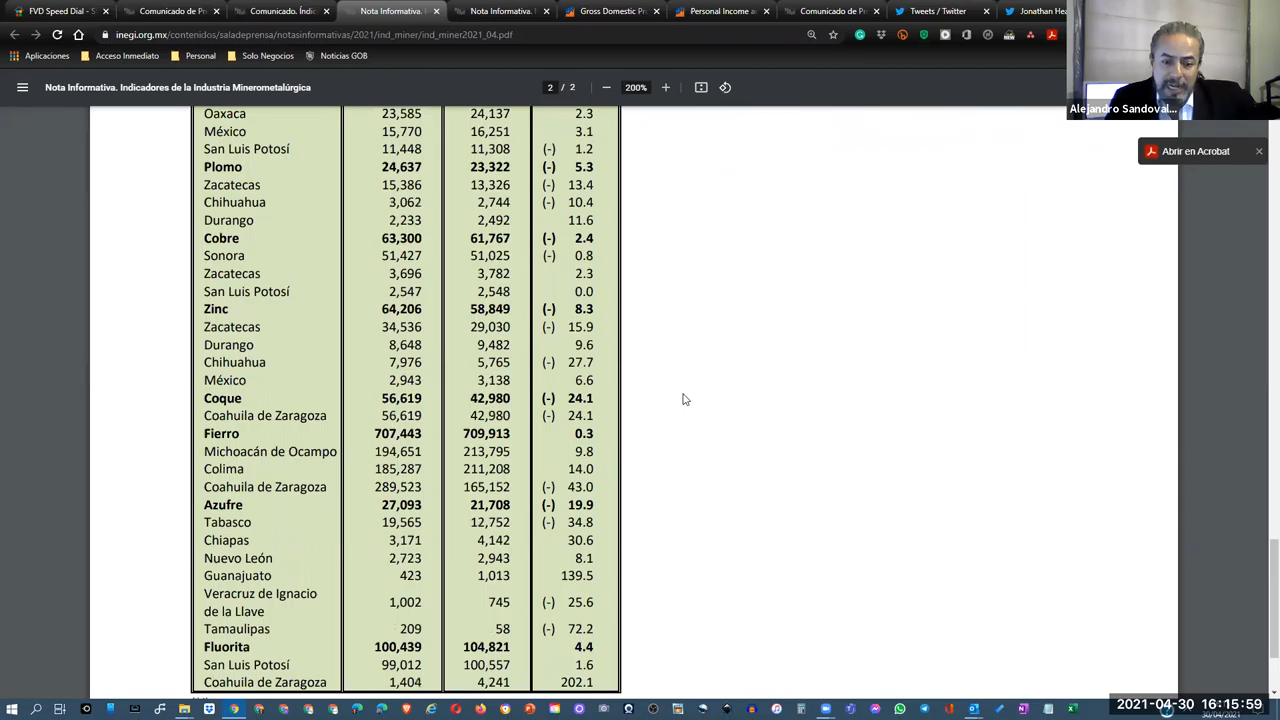 FVD Speed Dial -
Comunicado de Pr
Comunicado. Índic
Nota Informativa.
Nota Informativa.
Gross Domestic Pr
Personal Income a
Comunicado de Pr
Tweets / Twitter
Jonathan Hea
inegi.org.mx/contenidos/saladeprensa/notasinformativas/2021/ind_miner/ind_miner2021_04.pdf
Aplicaciones Acceso Inmediato Personal Solo Negocios Noticias GOB
Nota Informativa. Indicadores de la Industria Minerometalúrgica 2 / 2 200%
Alejandro Sandoval...
Abrir en Acrobat
Oaxaca 23,585 24,137 2.3
México 15,770 16,251 3.1
San Luis Potosí 11,448 11,308 (-) 1.2
Plomo 24,637 23,322 (-) 5.3
Zacatecas 15,386 13,326 (-) 13.4
Chihuahua 3,062 2,744 (-) 10.4
Durango 2,233 2,492 11.6
Cobre 63,300 61,767 (-) 2.4
Sonora 51,427 51,025 (-) 0.8
Zacatecas 3,696 3,782 2.3
San Luis Potosí 2,547 2,548 0.0
Zinc 64,206 58,849 (-) 8.3
Zacatecas 34,536 29,030 (-) 15.9
Durango 8,648 9,482 9.6
Chihuahua 7,976 5,765 (-) 27.7
México 2,943 3,138 6.6
Coque 56,619 42,980 (-) 24.1
Coahuila de Zaragoza 56,619 42,980 (-) 24.1
Fierro 707,443 709,913 0.3
Michoacán de Ocampo 194,651 213,795 9.8
Colima 185,287 211,208 14.0
Coahuila de Zaragoza 289,523 165,152 (-) 43.0
Azufre 27,093 21,708 (-) 19.9
Tabasco 19,565 12,752 (-) 34.8
Chiapas 3,171 4,142 30.6
Nuevo León 2,723 2,943 8.1
Guanajuato 423 1,013 139.5
Veracruz de Ignacio
de la Llave 1,002 745 (-) 25.6
Tamaulipas 209 58 (-) 72.2
Fluorita 100,439 104,821 4.4
San Luis Potosí 99,012 100,557 1.6
Coahuila de Zaragoza 1,404 4,241 202.1
2021-04-30 16:15:59
30/04/2021